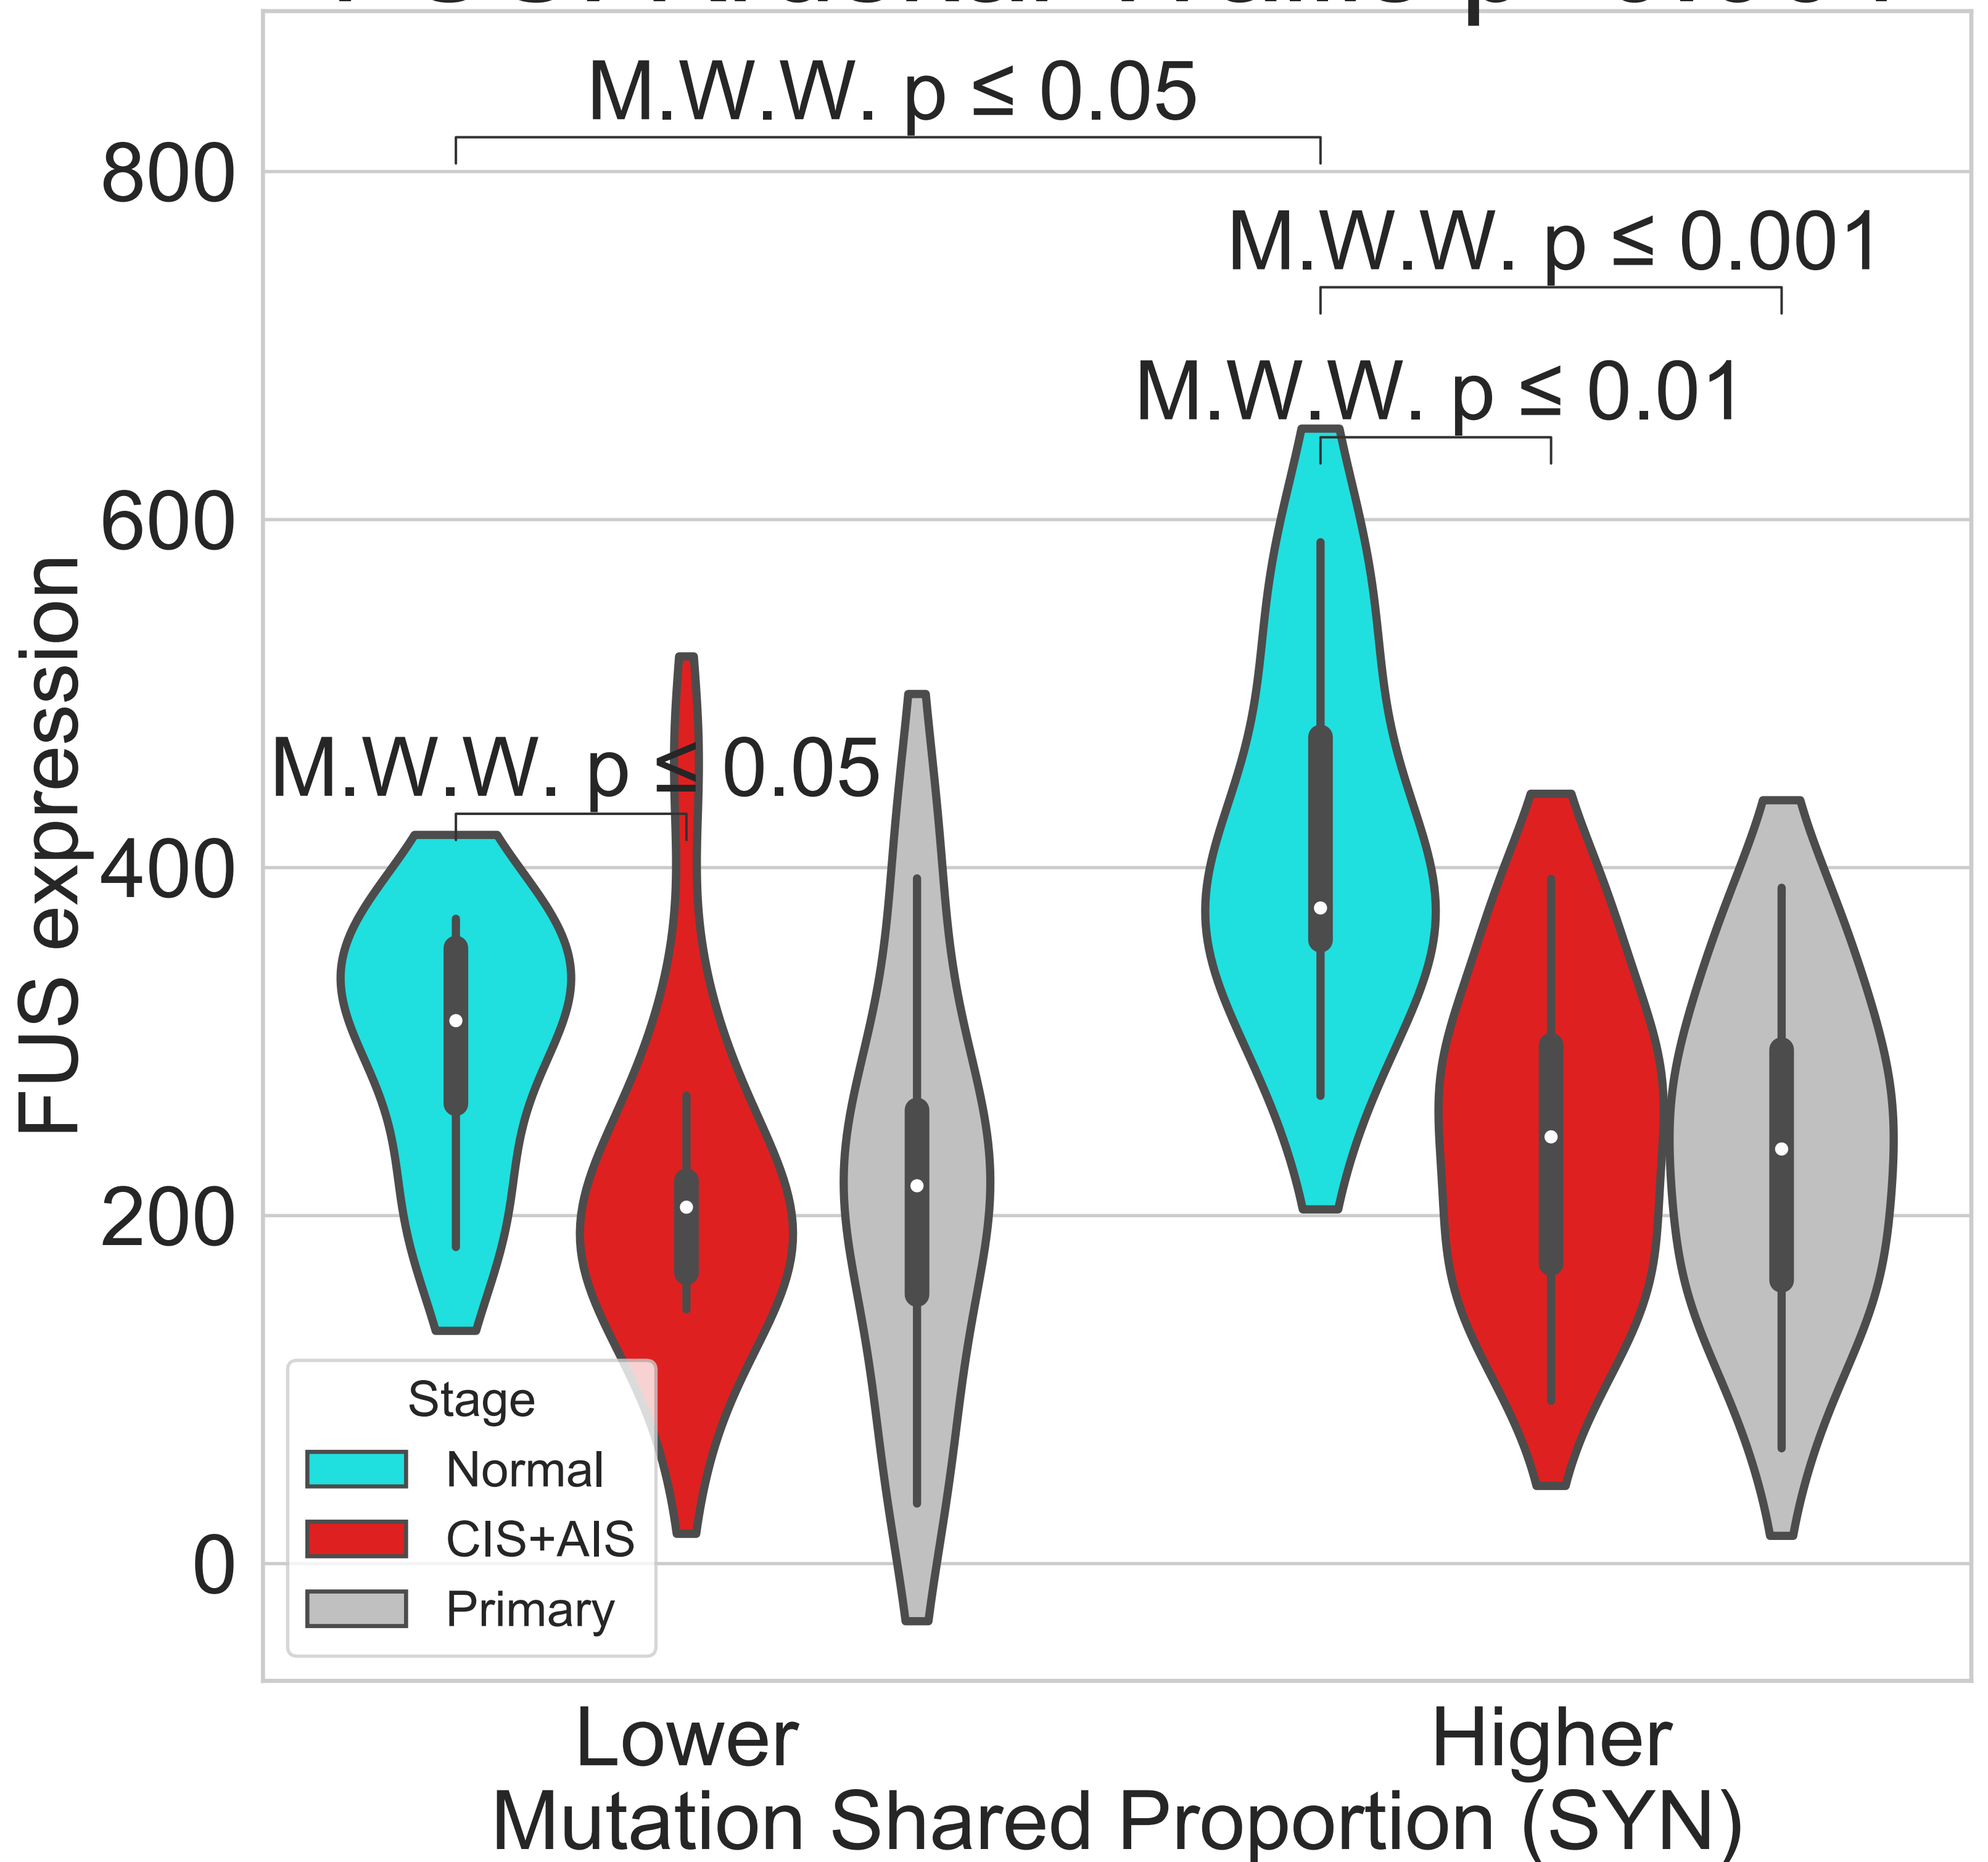 M.W.W. p ≤ 0.05
800
M.W.W. p ≤ 0.001
M.W.W. p ≤ 0.01
600
FUS expression
M.W.W. p ≤ 0.05
400
200
Stage
Normal
CIS+AIS
Primary
0
Lower
Higher
Mutation Shared Proportion (SYN)